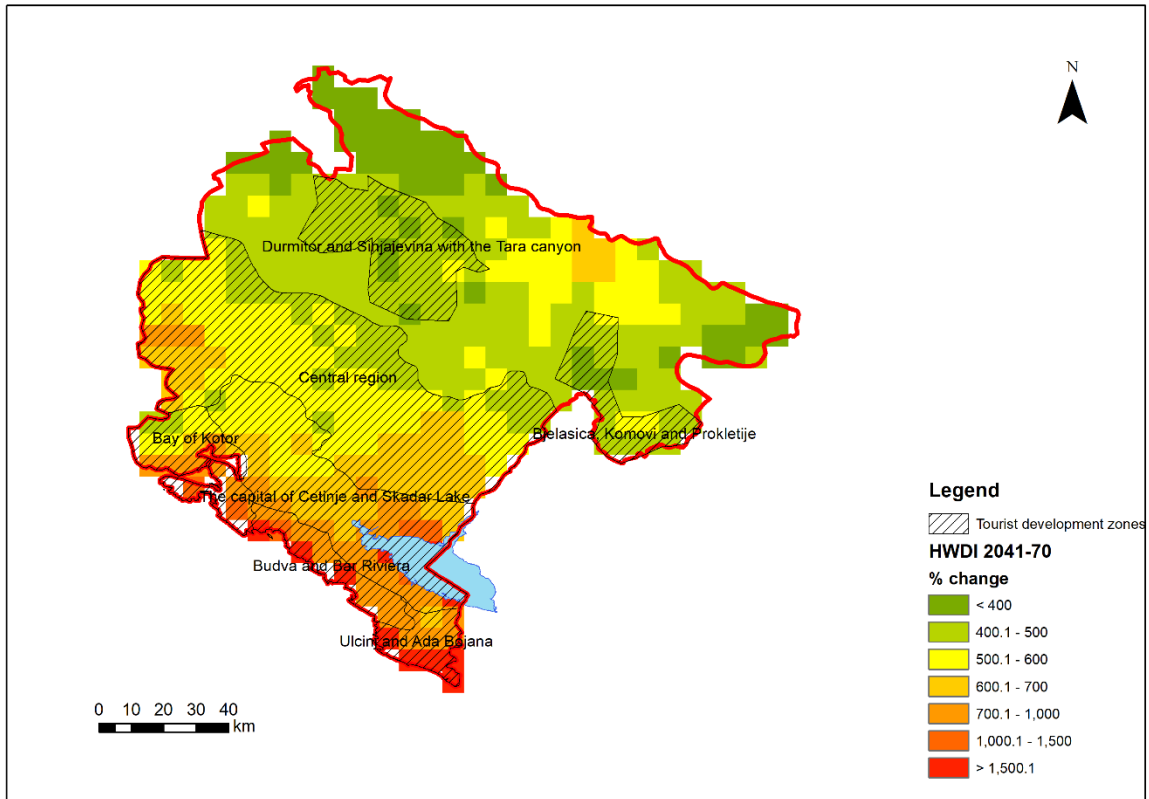 N
Durmitor and Sinjajevina with the Tara canyon
Central region
Bay of Kotor
Bjelasica, Komovi and Prokletije
The capital of Cetinje and Skadar Lake
Budva and Bar Riviera
Ulcinj and Ada Bojana
0 10 20 40
km
Legend
Tourist development zones
HWDI 2041-70
% change
< 400
400.1 - 500
500.1 - 600
600.1 - 700
700.1 - 1,000
1,000.1 - 1,500
> 1,500.1